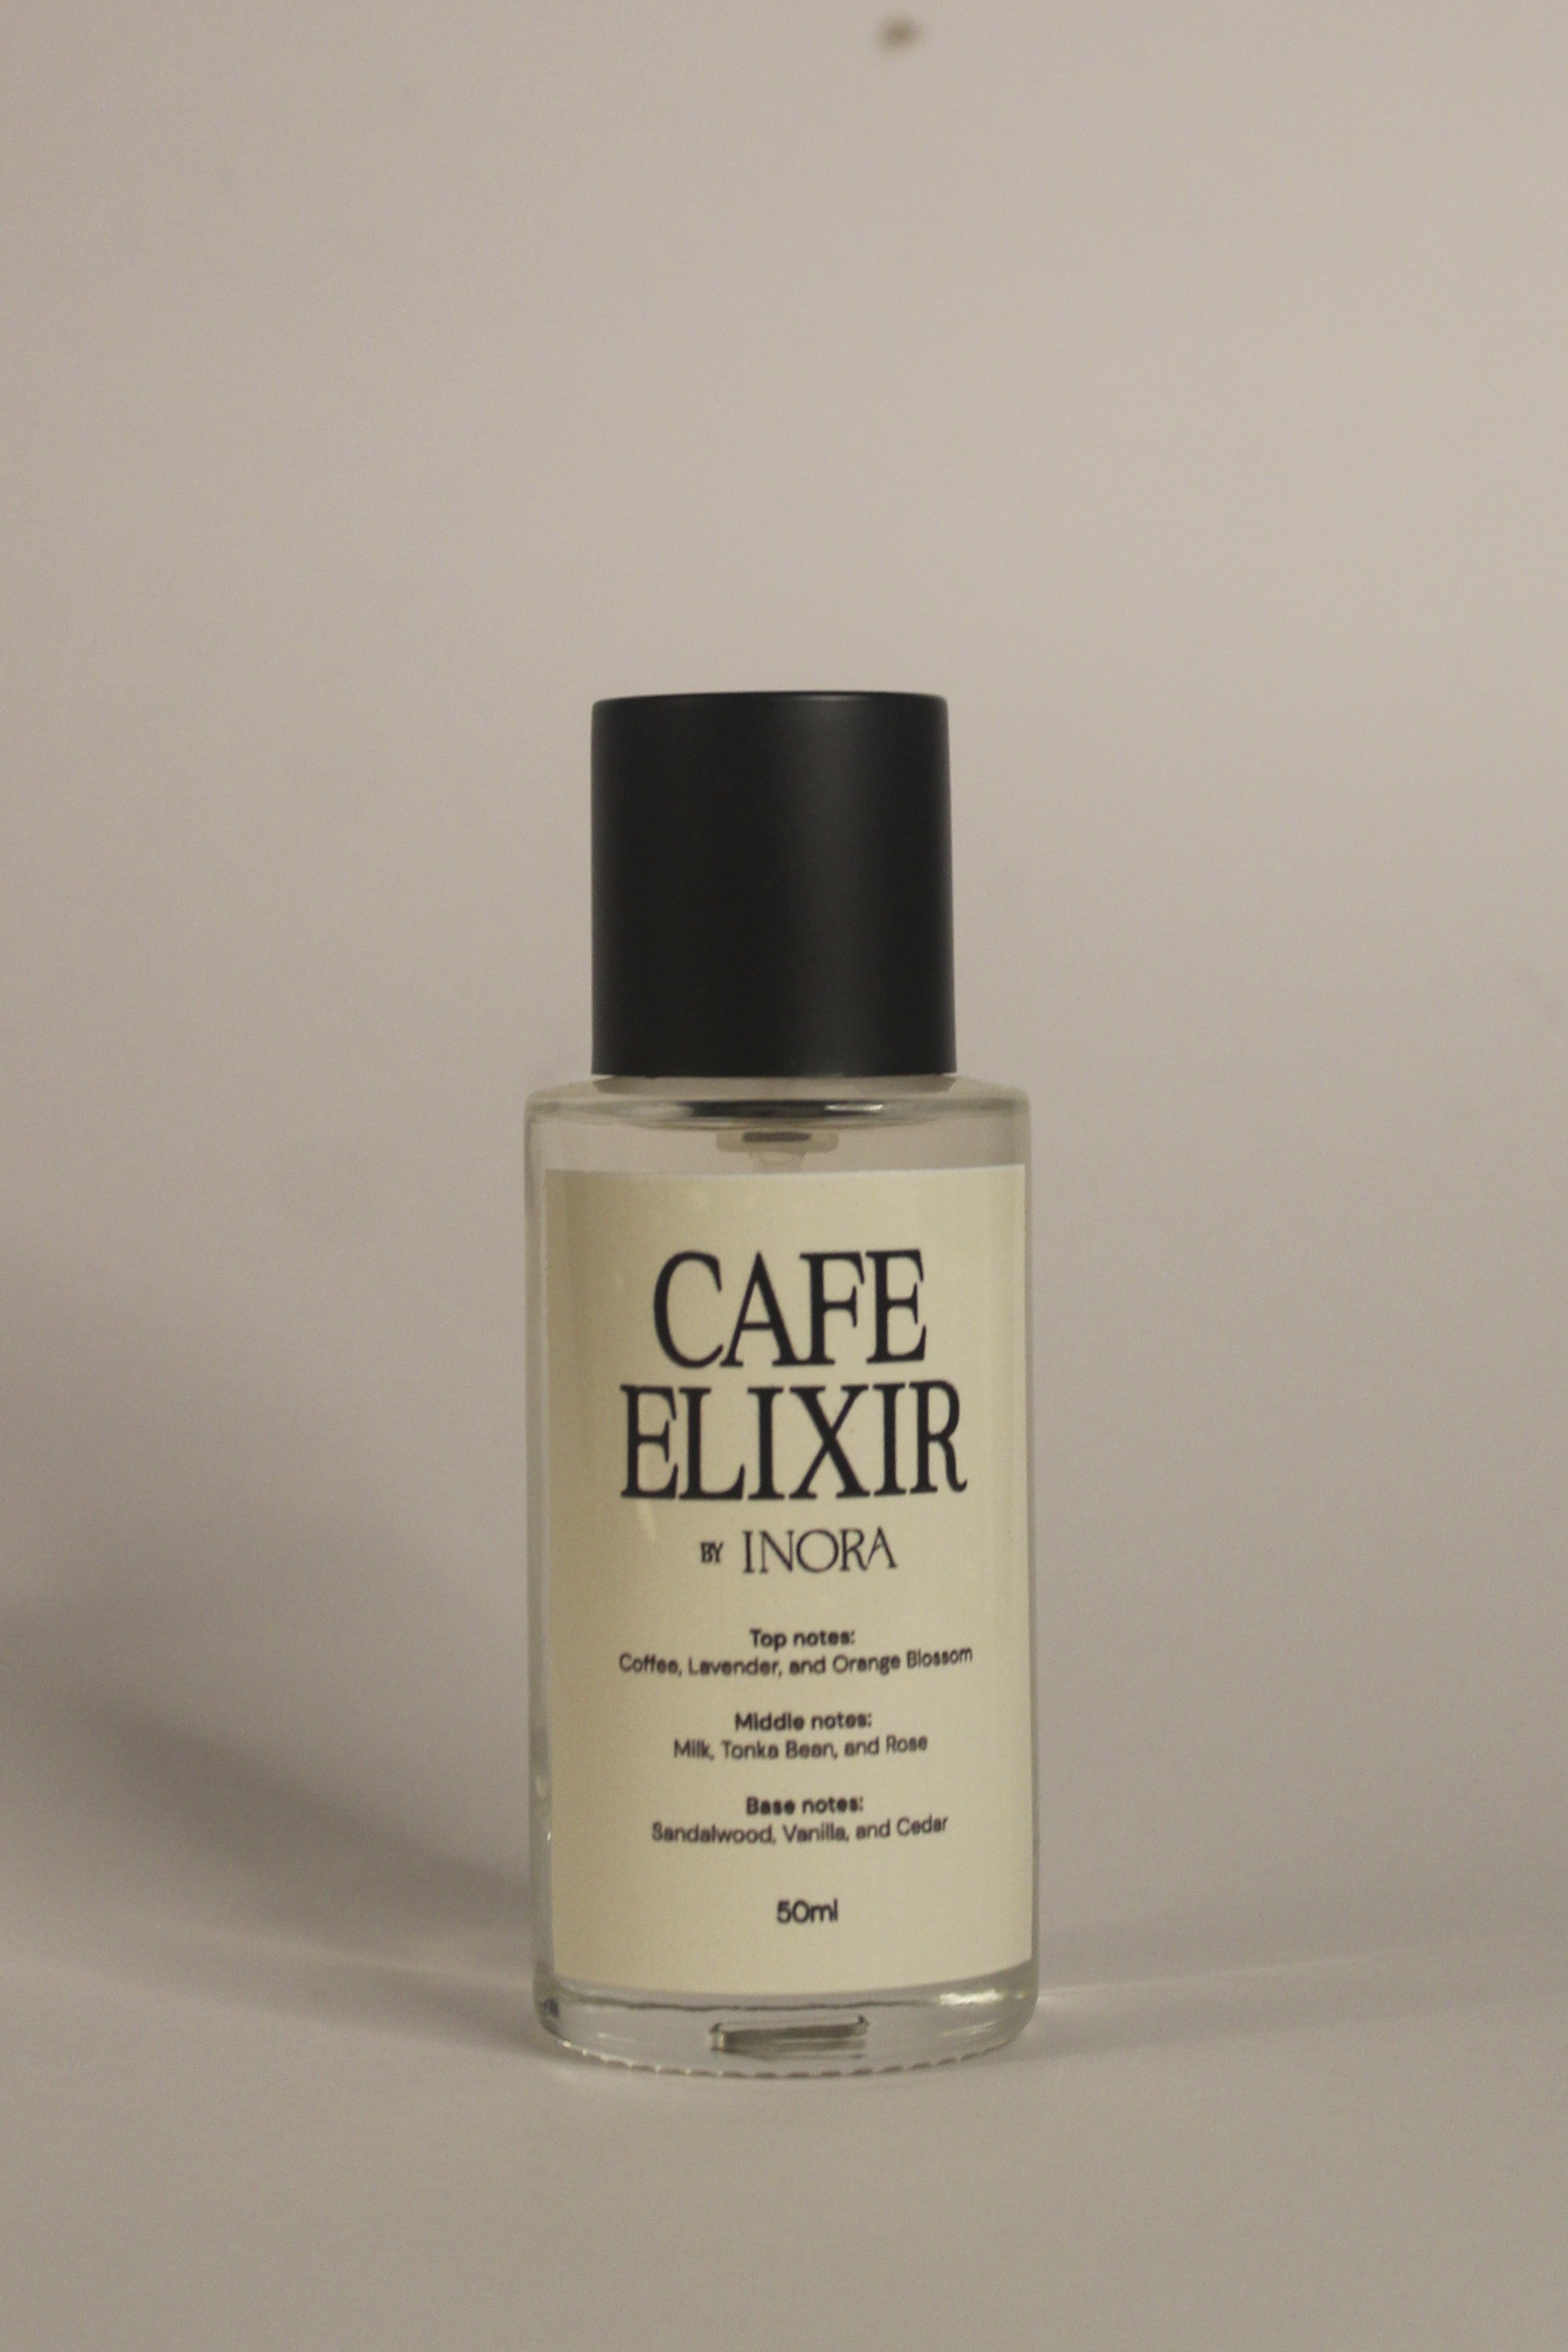 CAFE
ELIXIR
BY INORA
Top notes:
Coffee, Lavender, and Orange Blossom
Middle notes:
Milk, Tonka Bean, and Rose
Base notes:
Sandalwood, Vanilla, and Cedar
50ml